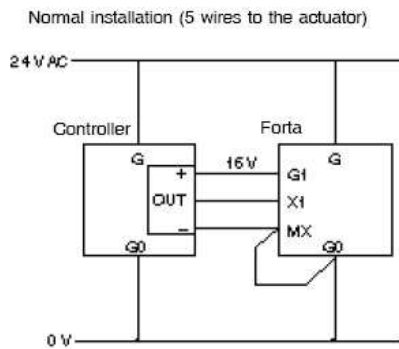 Normal installation (5 wires to the actuator)
24 V AC
Controller
Forta
G
G
+
16 V
G1
OUT
X1
−
MX
G0
G0
0 V